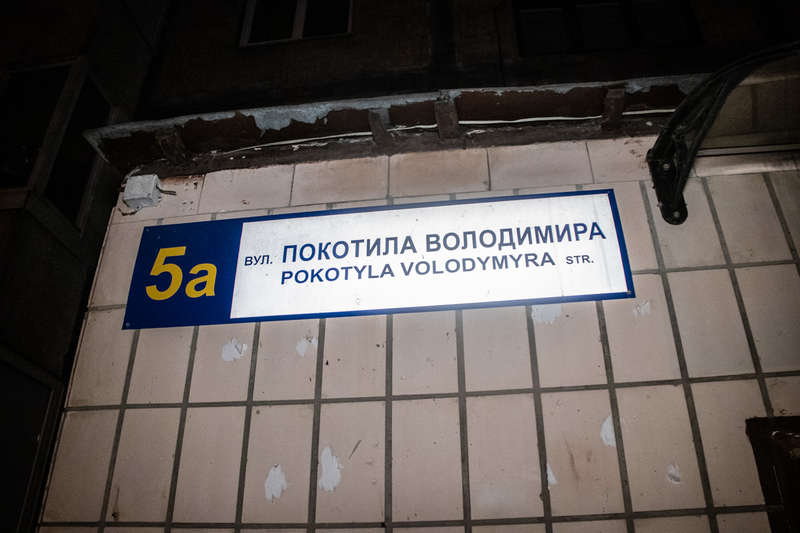 5а
ВУЛ. ПОКОТИЛА ВОЛОДИМИРА
POKOTYLA VOLODYMYRA STR.